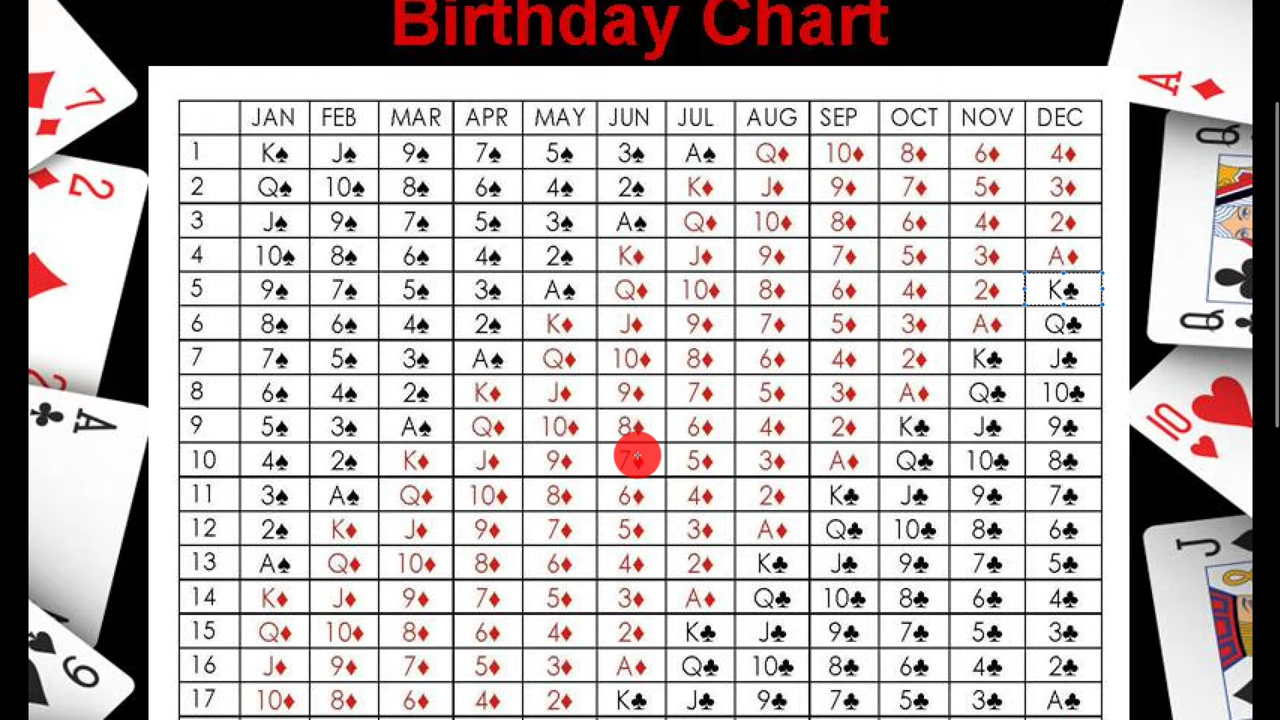 Birthday Chart
JAN FEB MAR APR MAY JUN JUL AUG SEP OCT NOV DEC
1 K♠ J♠ 9♠ 7♠ 5♠ 3♠ A♠ Q♦ 10♦ 8♦ 6♦ 4♦
2 Q♠ 10♠ 8♠ 6♠ 4♠ 2♠ K♦ J♦ 9♦ 7♦ 5♦ 3♦
3 J♠ 9♠ 7♠ 5♠ 3♠ A♠ Q♦ 10♦ 8♦ 6♦ 4♦ 2♦
4 10♠ 8♠ 6♠ 4♠ 2♠ K♦ J♦ 9♦ 7♦ 5♦ 3♦ A♦
5 9♠ 7♠ 5♠ 3♠ A♠ Q♦ 10♦ 8♦ 6♦ 4♦ 2♦ K♣
6 8♠ 6♠ 4♠ 2♠ K♦ J♦ 9♦ 7♦ 5♦ 3♦ A♦ Q♣
7 7♠ 5♠ 3♠ A♠ Q♦ 10♦ 8♦ 6♦ 4♦ 2♦ K♣ J♣
8 6♠ 4♠ 2♠ K♦ J♦ 9♦ 7♦ 5♦ 3♦ A♦ Q♣ 10♣
9 5♠ 3♠ A♠ Q♦ 10♦ 8♦ 6♦ 4♦ 2♦ K♣ J♣ 9♣
10 4♠ 2♠ K♦ J♦ 9♦ 7♦ 5♦ 3♦ A♦ Q♣ 10♣ 8♣
11 3♠ A♠ Q♦ 10♦ 8♦ 6♦ 4♦ 2♦ K♣ J♣ 9♣ 7♣
12 2♠ K♦ J♦ 9♦ 7♦ 5♦ 3♦ A♦ Q♣ 10♣ 8♣ 6♣
13 A♠ Q♦ 10♦ 8♦ 6♦ 4♦ 2♦ K♣ J♣ 9♣ 7♣ 5♣
14 K♦ J♦ 9♦ 7♦ 5♦ 3♦ A♦ Q♣ 10♣ 8♣ 6♣ 4♣
15 Q♦ 10♦ 8♦ 6♦ 4♦ 2♦ K♣ J♣ 9♣ 7♣ 5♣ 3♣
16 J♦ 9♦ 7♦ 5♦ 3♦ A♦ Q♣ 10♣ 8♣ 6♣ 4♣ 2♣
17 10♦ 8♦ 6♦ 4♦ 2♦ K♣ J♣ 9♣ 7♣ 5♣ 3♣ A♣
7
2
2
A
9
A
Q
Q
10
J